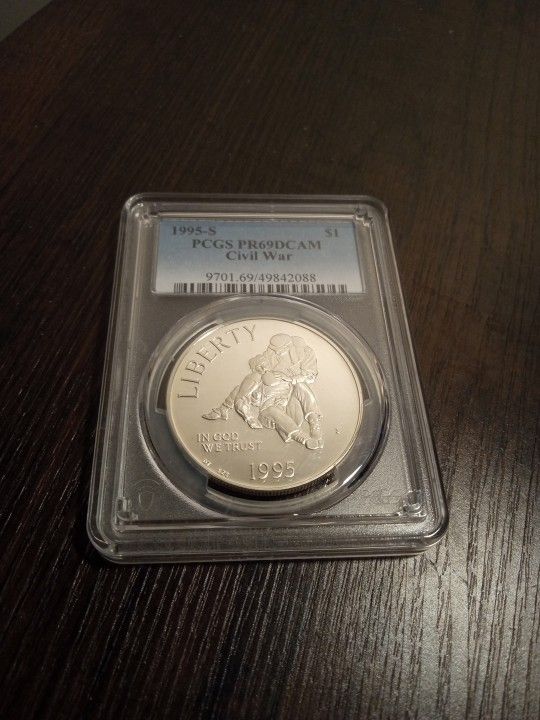 1995-S $1
PCGS PR69DCAM
Civil War
9701.69/49842088
LIBERTY
IN GOD
WE TRUST
1995